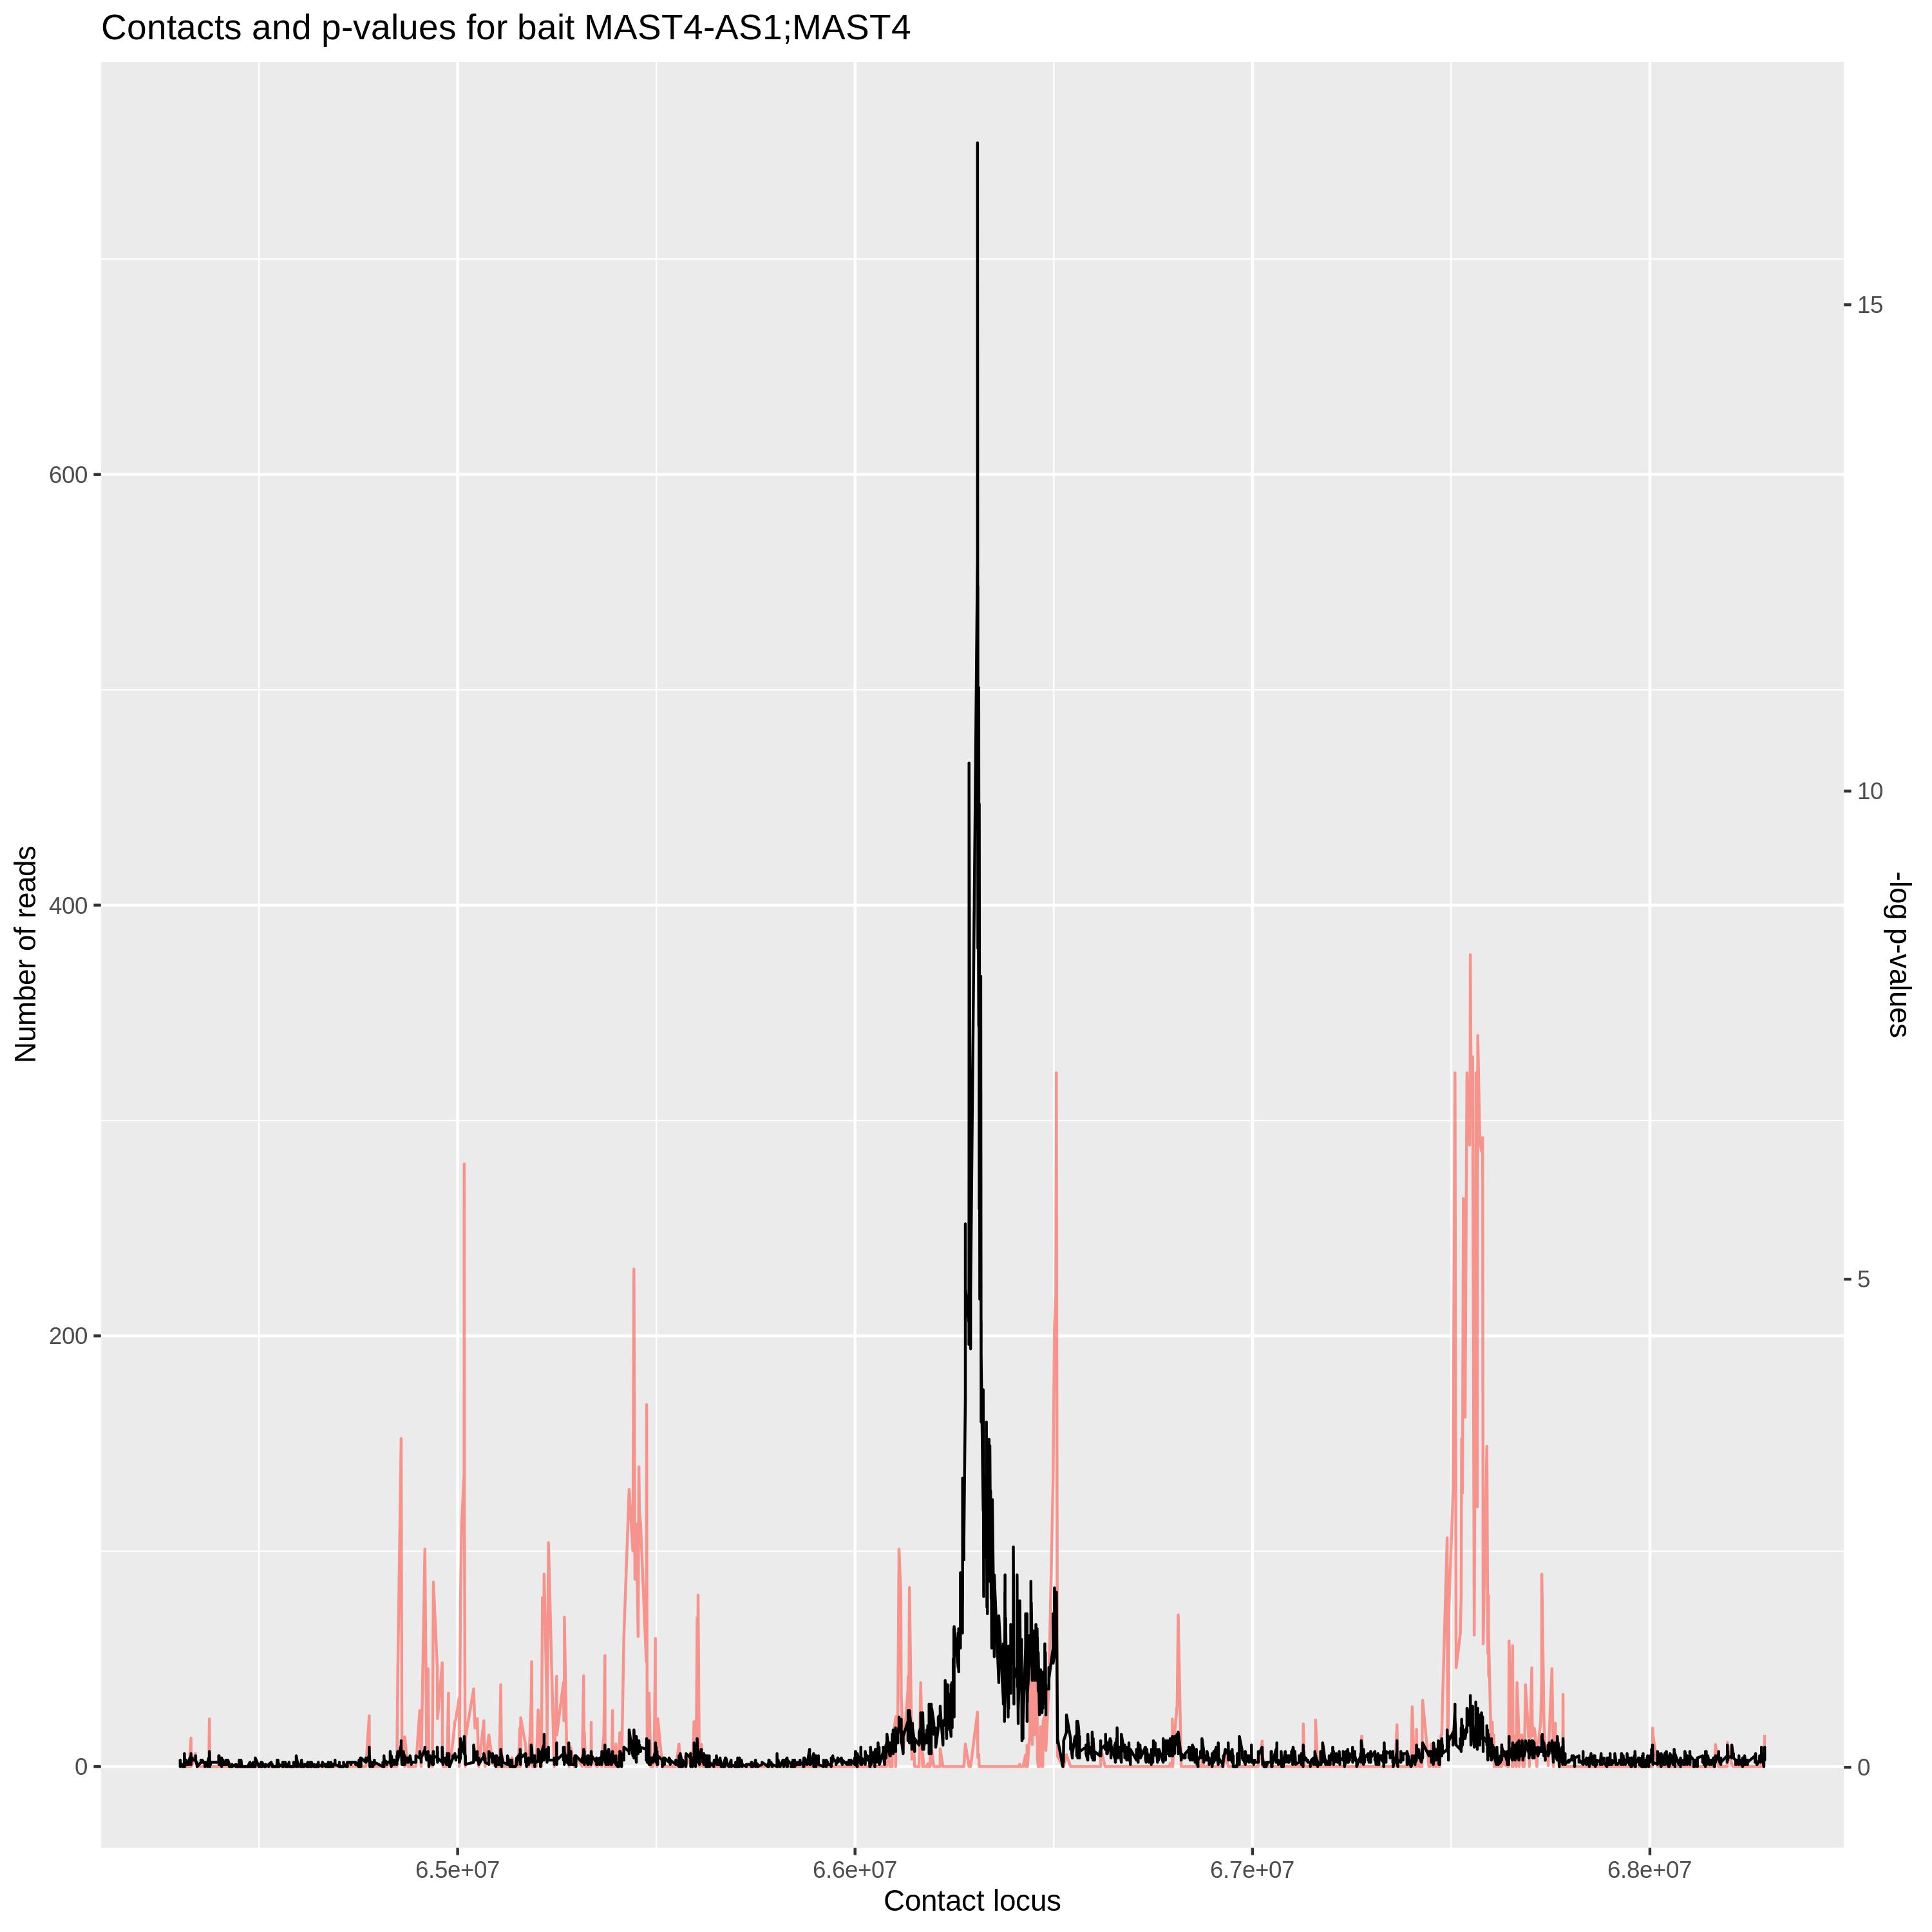 Contacts and p-values for bait MAST4-AS1;MAST4
Number of reads
600
400
200
0
15
10
5
0
-log p-values
6.5e+07
6.6e+07
6.7e+07
6.8e+07
Contact locus